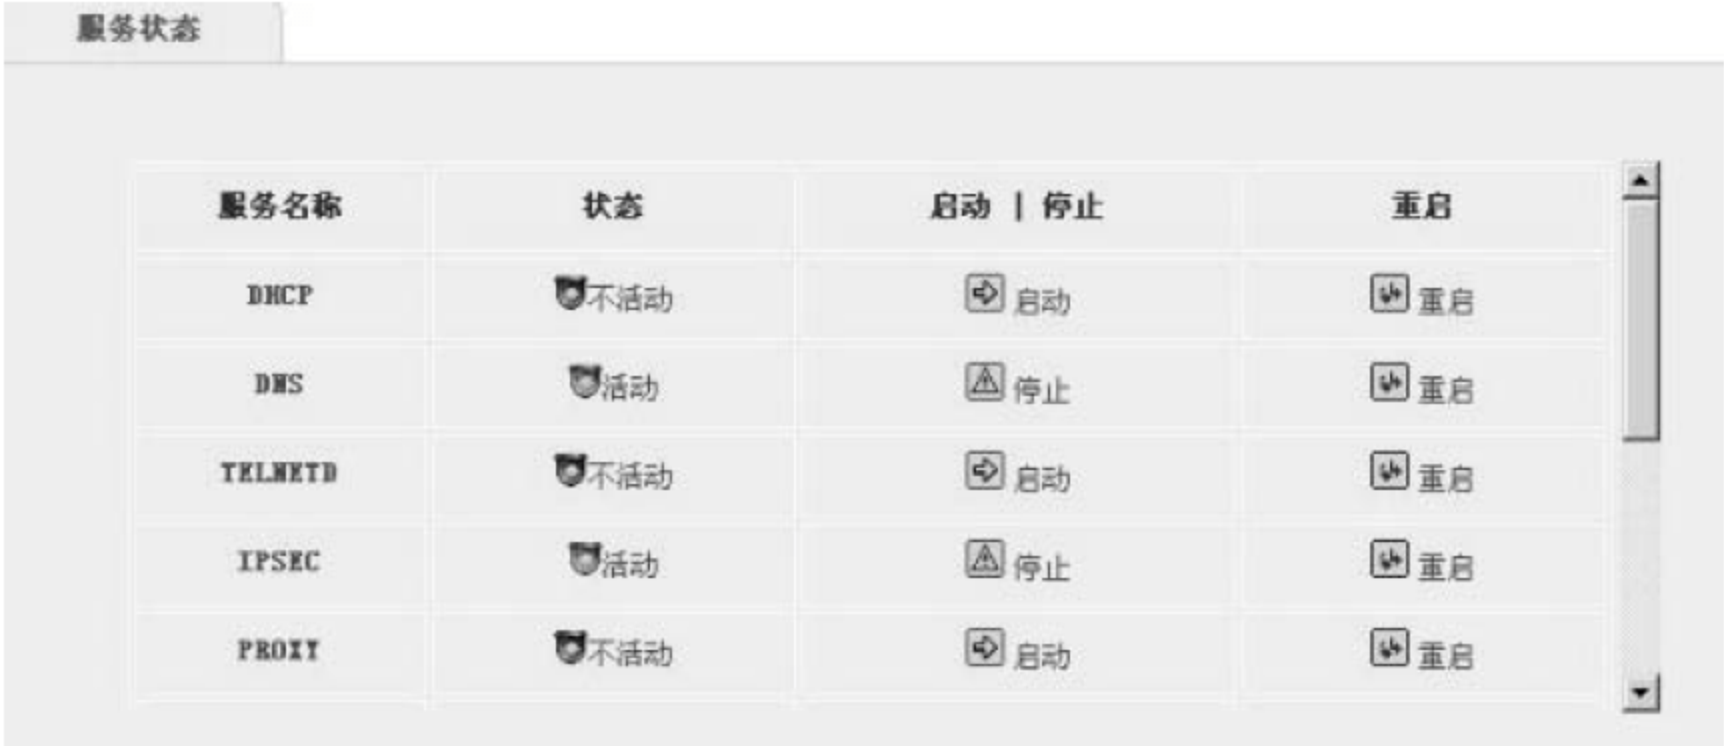 服务状态
服务名称 状态 启动 | 停止 重启
DHCP 不活动 启动 重启
DNS 活动 停止 重启
TELNETD 不活动 启动 重启
IPSEC 活动 停止 重启
PROXY 不活动 启动 重启